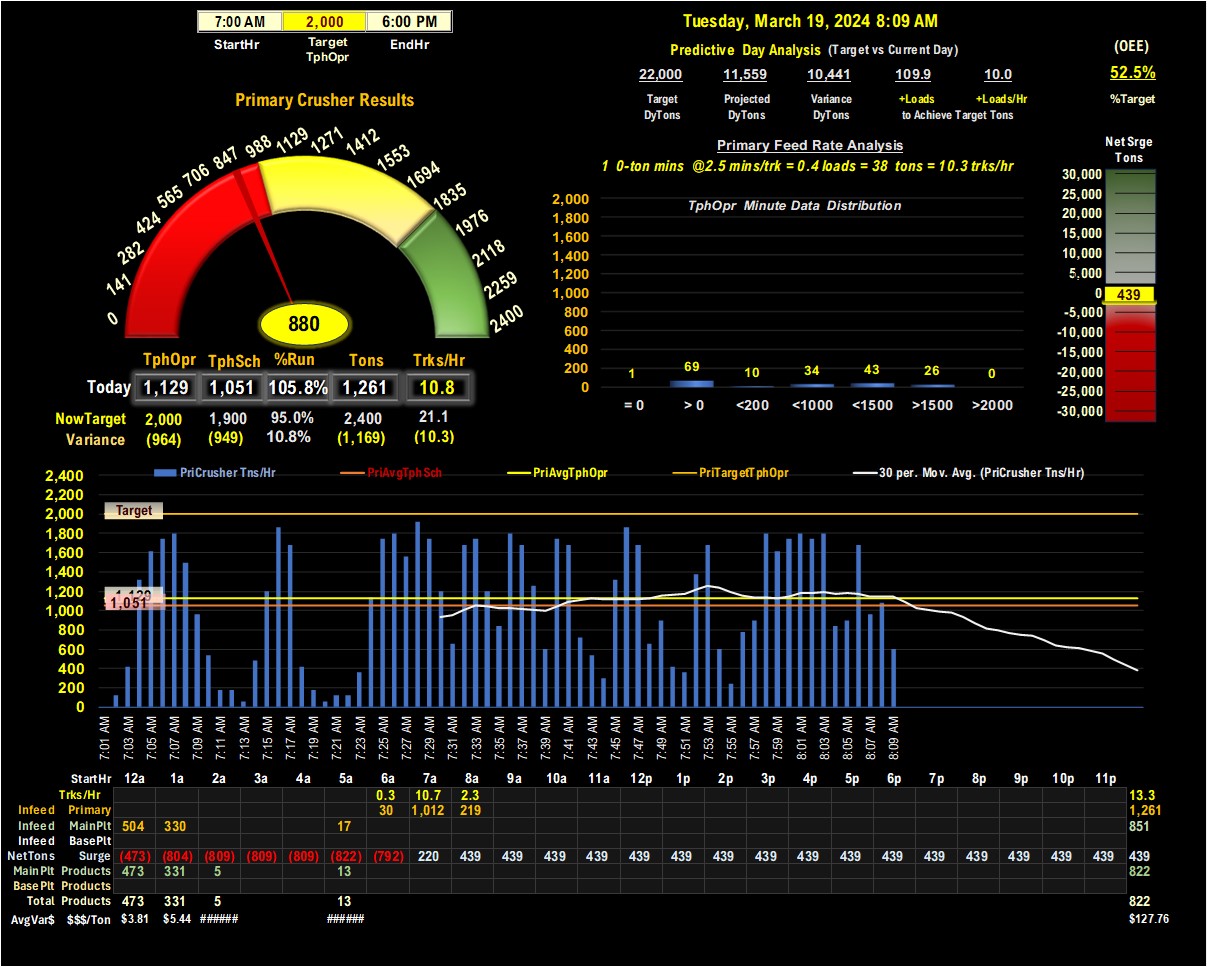 7:00 AM 2,000 6:00 PM
StartHr Target TphOpr EndHr
Tuesday, March 19, 2024 8:09 AM
Predictive Day Analysis (Target vs Current Day)
22,000 11,559 10,441 109.9 10.0
Target DyTons Projected DyTons Variance DyTons +Loads +Loads/Hr
to Achieve Target Tons
(OEE)
52.5%
%Target
Primary Crusher Results
0 141 282 424 565 706 847 988 1129 1271 1412 1553 1694 1835 1976 2118 2259 2400
880
TphOpr TphSch %Run Tons Trks/Hr
Today 1,129 1,051 105.8% 1,261 10.8
NowTarget 2,000 1,900 95.0% 2,400 21.1
Variance (964) (949) 10.8% (1,169) (10.3)
Primary Feed Rate Analysis
1 0-ton mins @2.5 mins/trk = 0.4 loads = 38 tons = 10.3 trks/hr
TphOpr Minute Data Distribution
2,000
1,800
1,600
1,400
1,200
1,000
800
600
400
200
0
1 69 10 34 43 26 0
= 0 > 0 <200 <1000 <1500 >1500 >2000
Net Srge
Tons
30,000
25,000
20,000
15,000
10,000
5,000
0 439
-5,000
-10,000
-15,000
-20,000
-25,000
-30,000
PriCrusher Tns/Hr PriAvgTphSch PriAvgTphOpr PriTargetTphOpr 30 per. Mov. Avg. (PriCrusher Tns/Hr)
2,400
2,200
2,000
1,800
1,600
1,400
1,200
1,000
800
600
400
200
0
Target
1,129
1,051
7:01 AM 7:03 AM 7:05 AM 7:07 AM 7:09 AM 7:11 AM 7:13 AM 7:15 AM 7:17 AM 7:19 AM 7:21 AM 7:23 AM 7:25 AM 7:27 AM 7:29 AM 7:31 AM 7:33 AM 7:35 AM 7:37 AM 7:39 AM 7:41 AM 7:43 AM 7:45 AM 7:47 AM 7:49 AM 7:51 AM 7:53 AM 7:55 AM 7:57 AM 7:59 AM 8:01 AM 8:03 AM 8:05 AM 8:07 AM 8:09 AM
StartHr 12a 1a 2a 3a 4a 5a 6a 7a 8a 9a 10a 11a 12p 1p 2p 3p 4p 5p 6p 7p 8p 9p 10p 11p
Trks/Hr 0.3 10.7 2.3 13.3
Infeed Primary 30 1,012 219 1,261
Infeed MainPlt 504 330 17 851
Infeed BasePlt
NetTons Surge (473) (804) (809) (809) (809) (822) (792) 220 439 439 439 439 439 439 439 439 439 439 439 439 439 439 439 439 439
Main Plt Products 473 331 5 13 822
Base Plt Products
Total Products 473 331 5 13 822
AvgVar$ $$$/Ton $3.81 $5.44 ###### ###### $127.76